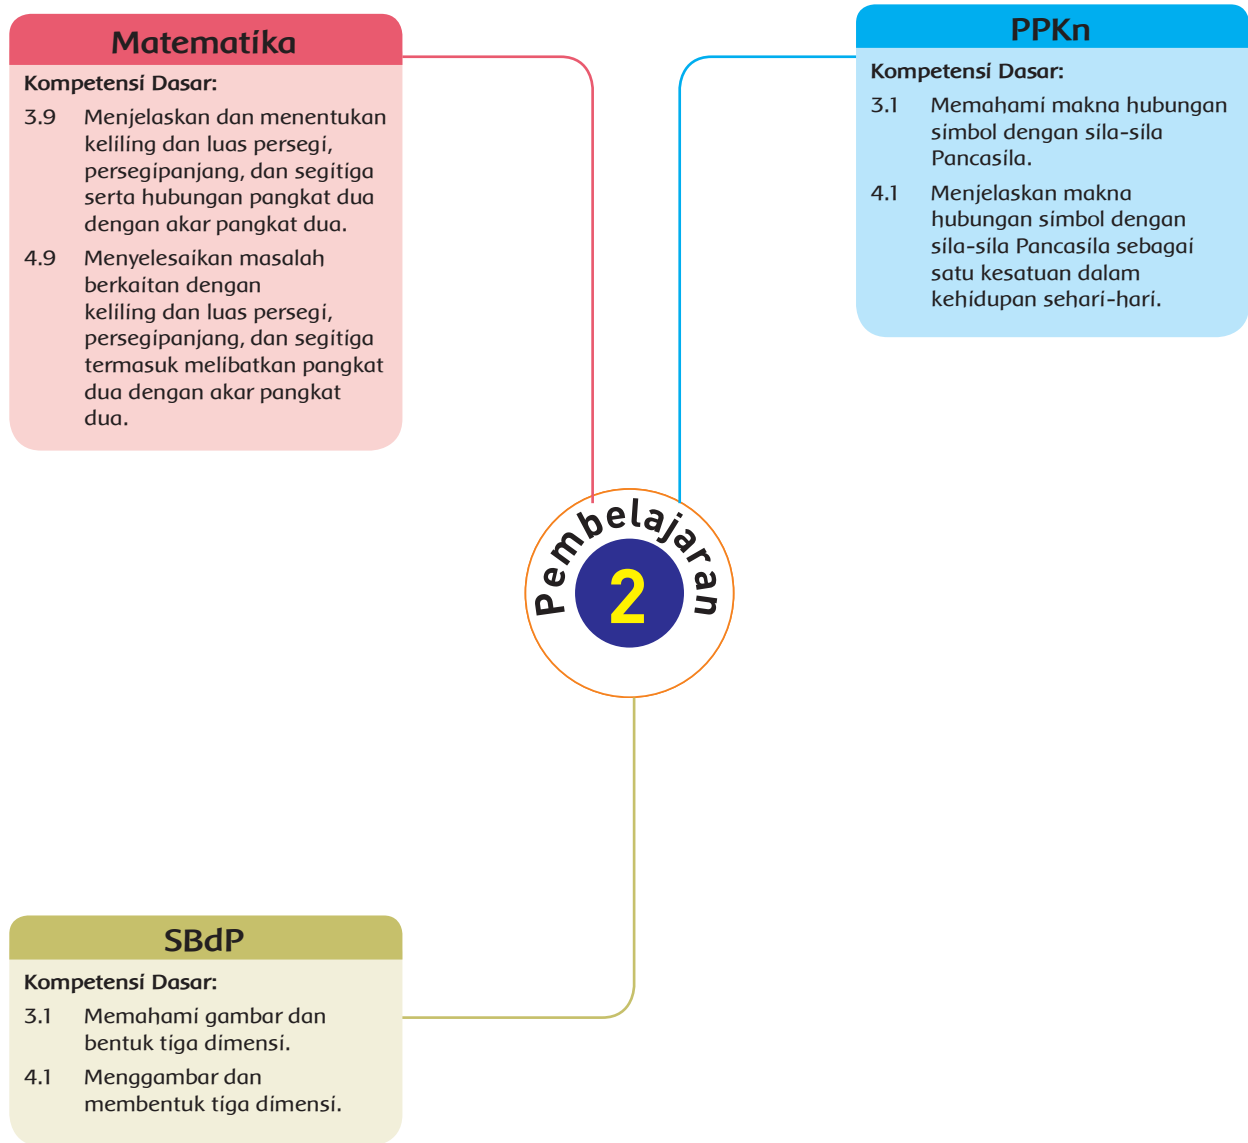 Matematika
Kompetensi Dasar:
3.9 Menjelaskan dan menentukan
keliling dan luas persegi,
persegipanjang, dan segitiga
serta hubungan pangkat dua
dengan akar pangkat dua.
4.9 Menyelesaikan masalah
berkaitan dengan
keliling dan luas persegi,
persegipanjang, dan segitiga
termasuk melibatkan pangkat
dua dengan akar pangkat
dua.
PPKn
Kompetensi Dasar:
3.1 Memahami makna hubungan
simbol dengan sila-sila
Pancasila.
4.1 Menjelaskan makna
hubungan simbol dengan
sila-sila Pancasila sebagai
satu kesatuan dalam
kehidupan sehari-hari.
Pembelajaran
2
SBdP
Kompetensi Dasar:
3.1 Memahami gambar dan
bentuk tiga dimensi.
4.1 Menggambar dan
membentuk tiga dimensi.